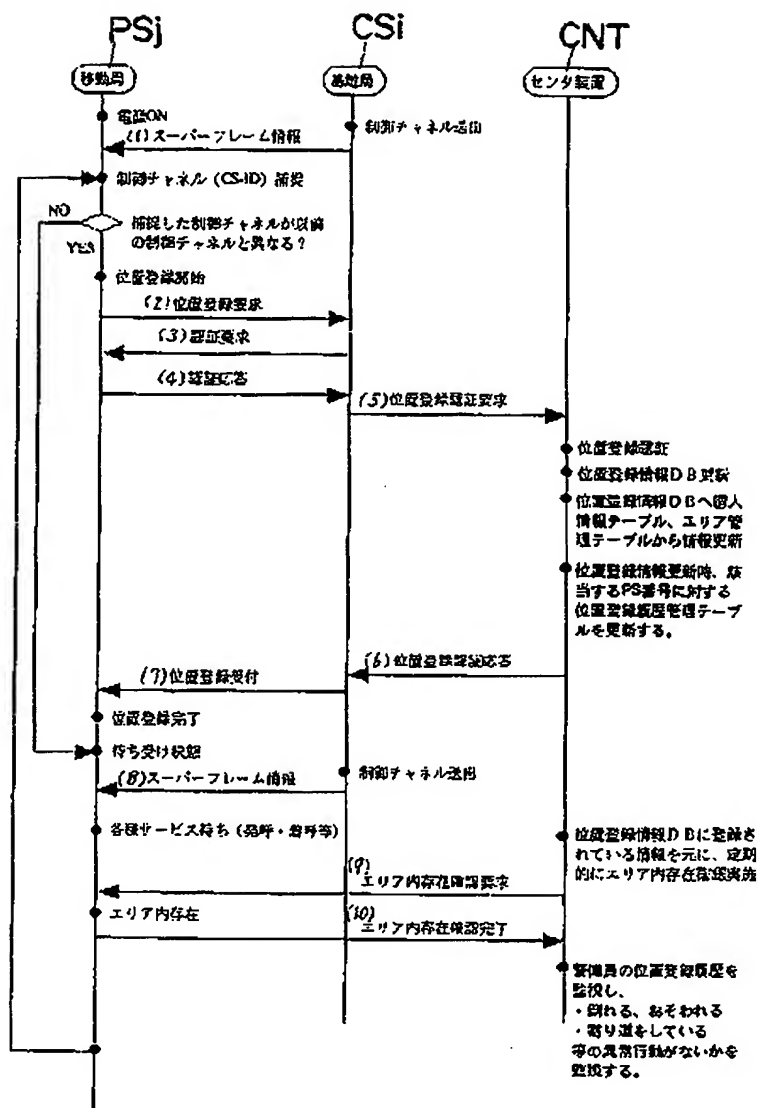 PSj
CSi
CNT
移動局
基地局
センタ装置
電源ON
制御チャネル送出
(1)スーパーフレーム情報
制御チャネル(CS-ID)捕捉
NO
捕捉した制御チャネルが以前
の制御チャネルと異なる?
YES
位置登録開始
(2)位置登録要求
(3)認証要求
(4)認証応答
(5)位置登録認証要求
位置登録認証
位置登録情報DB更新
位置登録情報DBへ個人
情報テーブル、エリア管
理テーブルから情報更新
位置登録情報更新時、該
当するPS番号に対する
位置登録履歴管理テーブ
ルを更新する。
(6)位置登録認証応答
(7)位置登録受付
位置登録完了
待ち受け状態
制御チャネル送出
(8)スーパーフレーム情報
各種サービス待ち(発呼・着呼等)
位置登録情報DBに登録さ
れている情報を元に、定期
的にエリア内存在確認実施
(9)
エリア内存在確認要求
エリア内存在
(10)
エリア内存在確認完了
警備員の位置登録履歴を
監視し、
・倒れる、おそわれる
・寄り道をしている
等の異常行動がないかを
監視する。